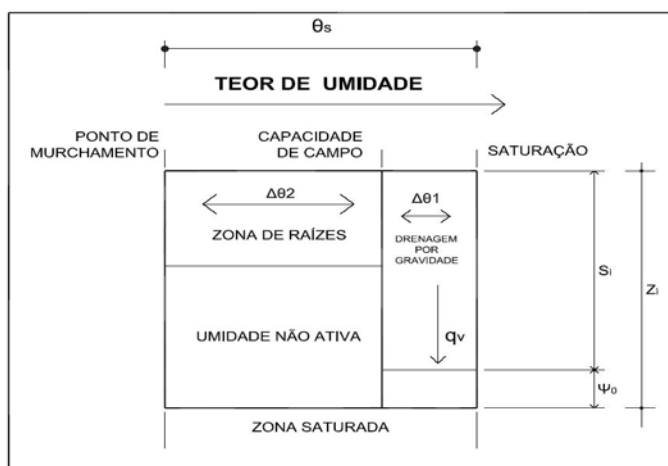 θs
TEOR DE UMIDADE
PONTO DE
MURCHAMENTO
CAPACIDADE
DE CAMPO
SATURAÇÃO
Δθ2
Δθ1
ZONA DE RAÍZES
DRENAGEM
POR
GRAVIDADE
Si
Zi
UMIDADE NÃO ATIVA
qv
Ψ0
ZONA SATURADA